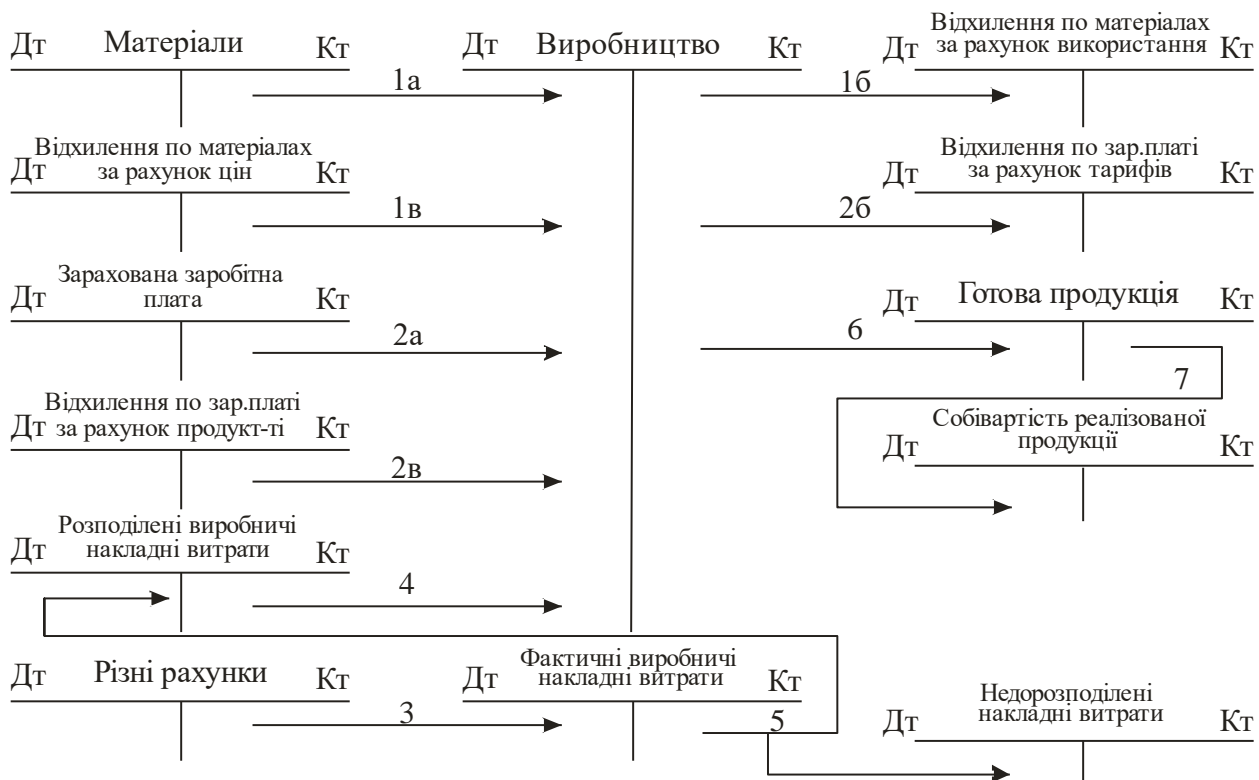 Дт Матеріали Кт
Дт Виробництво Кт
Відхилення по матеріалах
Дт за рахунок використання Кт
1а
1б
Відхилення по матеріалах
Дт за рахунок цін Кт
Відхилення по зар.платі
Дт за рахунок тарифів Кт
1в
2б
Зарахована заробітна
Дт плата Кт
Дт Готова продукція Кт
2а
6
7
Відхилення по зар.платі
Дт за рахунок продукт-ті Кт
Собівартість реалізованої
Дт продукції Кт
2в
Розподілені виробничі
Дт накладні витрати Кт
4
Дт Різні рахунки Кт
Фактичні виробничі
Дт накладні витрати Кт
3
5
Недорозподілені
Дт накладні витрати Кт